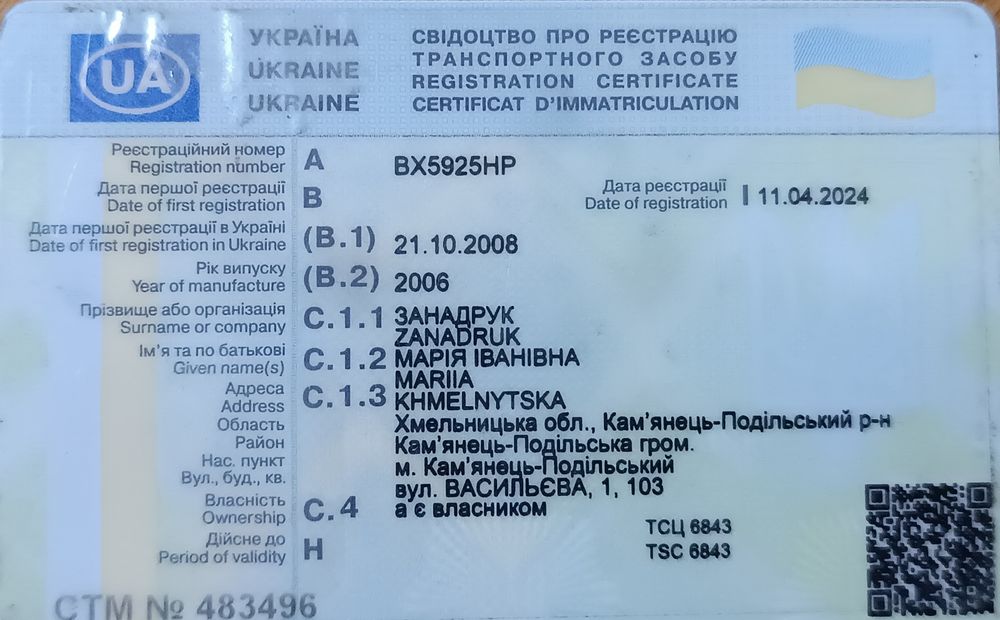 UA
УКРАЇНА
UKRAINE
UKRAINE
СВІДОЦТВО ПРО РЕЄСТРАЦІЮ
ТРАНСПОРТНОГО ЗАСОБУ
REGISTRATION CERTIFICATE
CERTIFICAT D'IMMATRICULATION
Реєстраційний номер
Registration number A BX5925HP
Дата першої реєстрації
Date of first registration B
Дата реєстрації
Date of registration I 11.04.2024
Дата першої реєстрації в Україні
Date of first registration in Ukraine (B.1) 21.10.2008
Рік випуску
Year of manufacture (B.2) 2006
Прізвище або організація
Surname or company C.1.1 ЗАНАДРУК
ZANADRUK
Ім'я та по батькові
Given name(s) C.1.2 МАРІЯ ІВАНІВНА
MARIIA
Адреса
Address C.1.3 KHMELNYTSKA
Область
Район
Нас. пункт
Вул., буд., кв.
Хмельницька обл., Кам'янець-Подільський р-н
Кам'янець-Подільська гром.
м. Кам'янець-Подільський
вул. ВАСИЛЬЄВА, 1, 103
Власність
Ownership C.4 а є власником
Дійсне до
Period of validity H
ТСЦ 6843
TSC 6843
СТМ № 483496